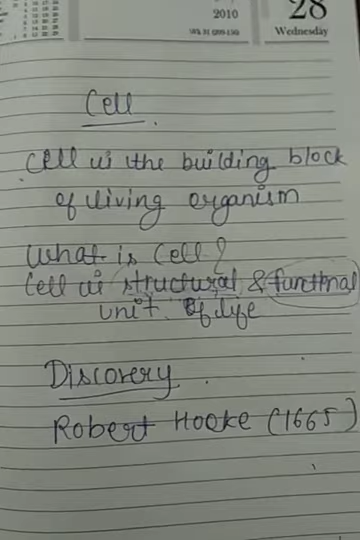 2010
28
Wednesday
Cell
Cell is the building block
of living organism
What is Cell?
Cell is structural & functional
unit of life
Discovery
Robert Hooke (1665)